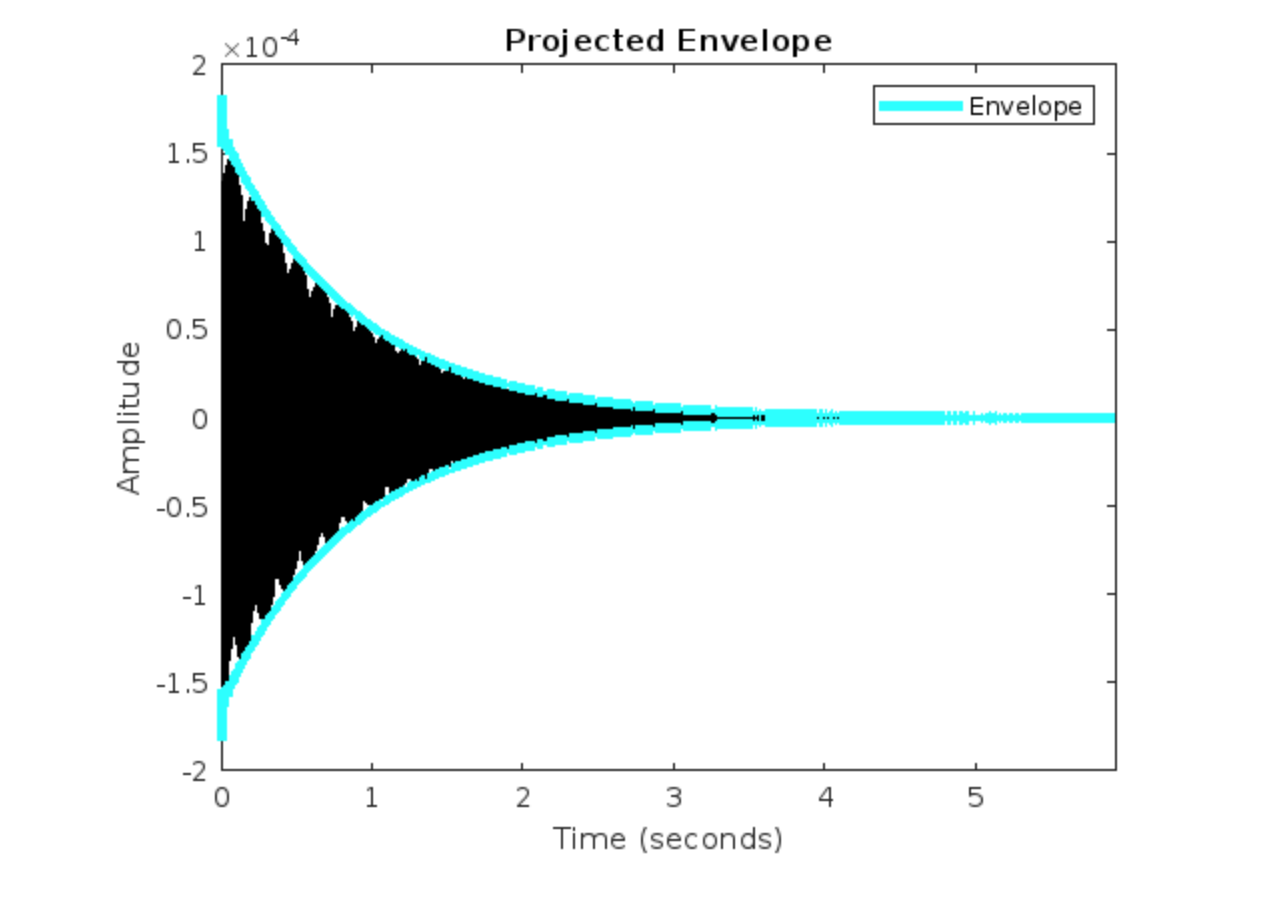 Projected Envelope
×10-4
2
1.5
1
0.5
0
-0.5
-1
-1.5
-2
Amplitude
Envelope
0 1 2 3 4 5
Time (seconds)